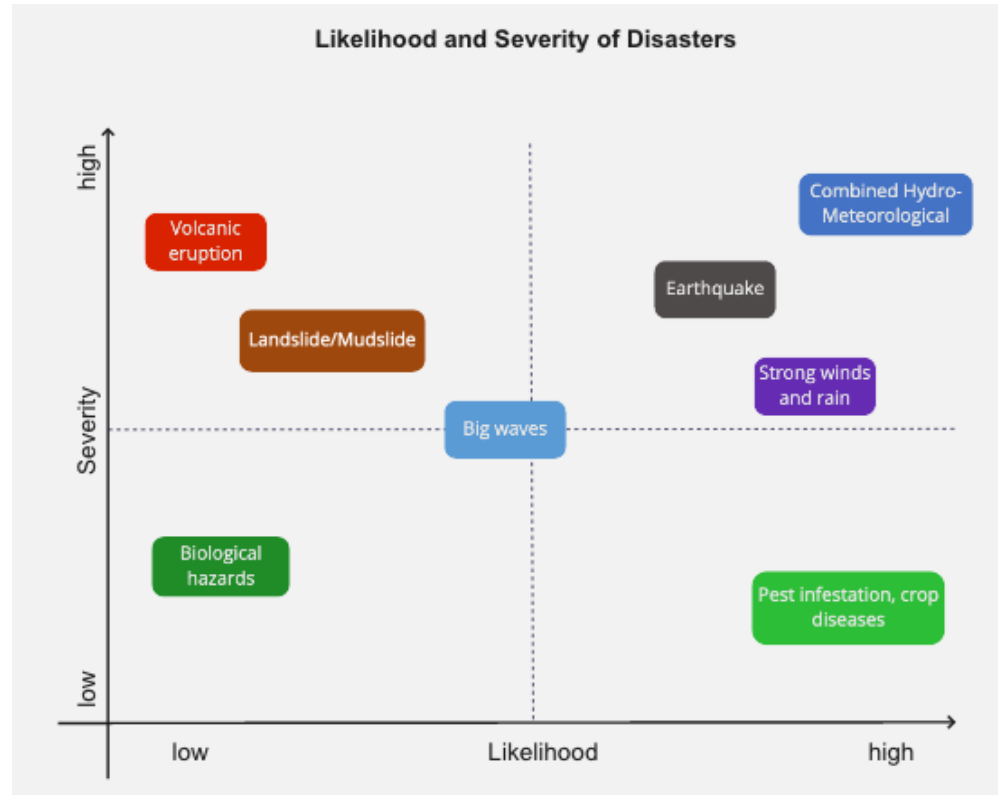 Likelihood and Severity of Disasters
high
Combined Hydro-
Meteorological
Volcanic
eruption
Earthquake
Landslide/Mudslide
Strong winds
and rain
Severity
Big waves
Biological
hazards
Pest infestation, crop
diseases
low
low
Likelihood
high